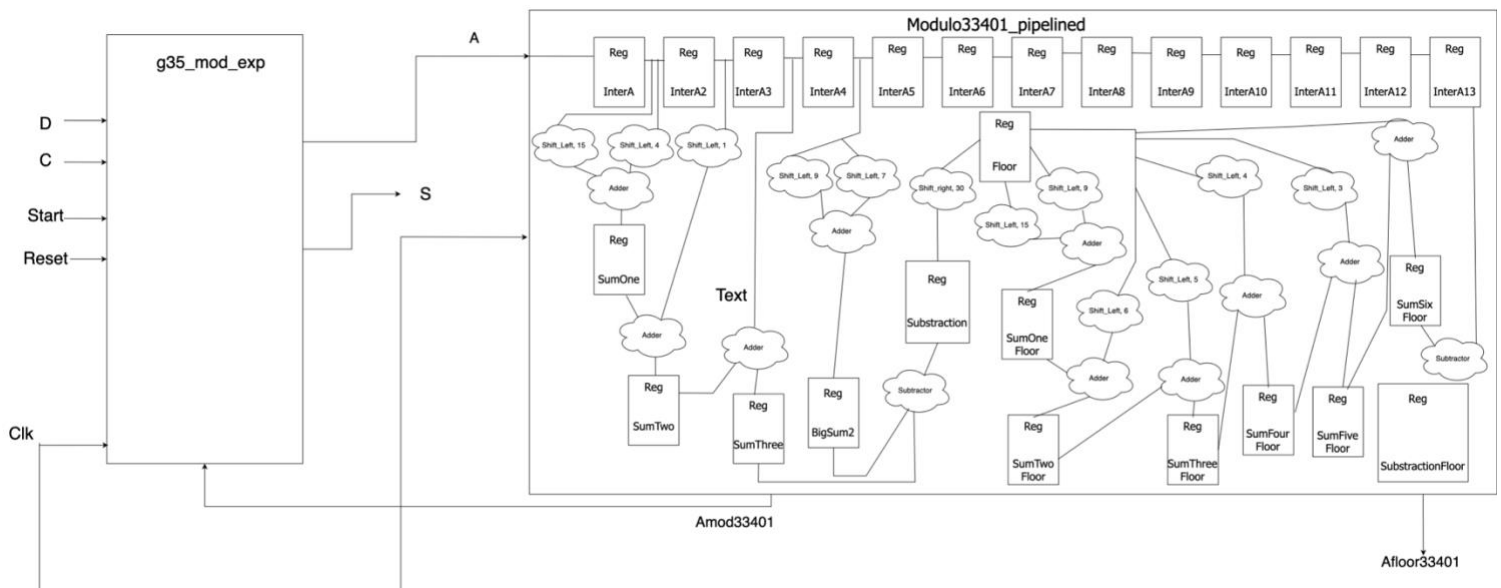 Modulo33401_pipelined
g35_mod_exp
A
D
C
Start
Reset
Clk
S
Reg
InterA
Reg
InterA2
Reg
InterA3
Reg
InterA4
Reg
InterA5
Reg
InterA6
Reg
InterA7
Reg
InterA8
Reg
InterA9
Reg
InterA10
Reg
InterA11
Reg
InterA12
Reg
InterA13
Shift_Left, 15
Shift_Left, 4
Shift_Left, 1
Adder
Reg
SumOne
Adder
Reg
SumTwo
Text
Adder
Reg
SumThree
Shift_Left, 9
Shift_Left, 7
Adder
Reg
BigSum2
Shift_right, 30
Reg
Substraction
Subtractor
Reg
Floor
Shift_Left, 15
Shift_Left, 9
Adder
Reg
SumOne
Floor
Shift_Left, 6
Adder
Reg
SumTwo
Floor
Shift_Left, 5
Adder
Reg
SumThree
Floor
Shift_Left, 4
Adder
Reg
SumFour
Floor
Shift_Left, 3
Adder
Reg
SumFive
Floor
Adder
Reg
SumSix
Floor
Subtractor
Reg
SubstractionFloor
Amod33401
Afloor33401